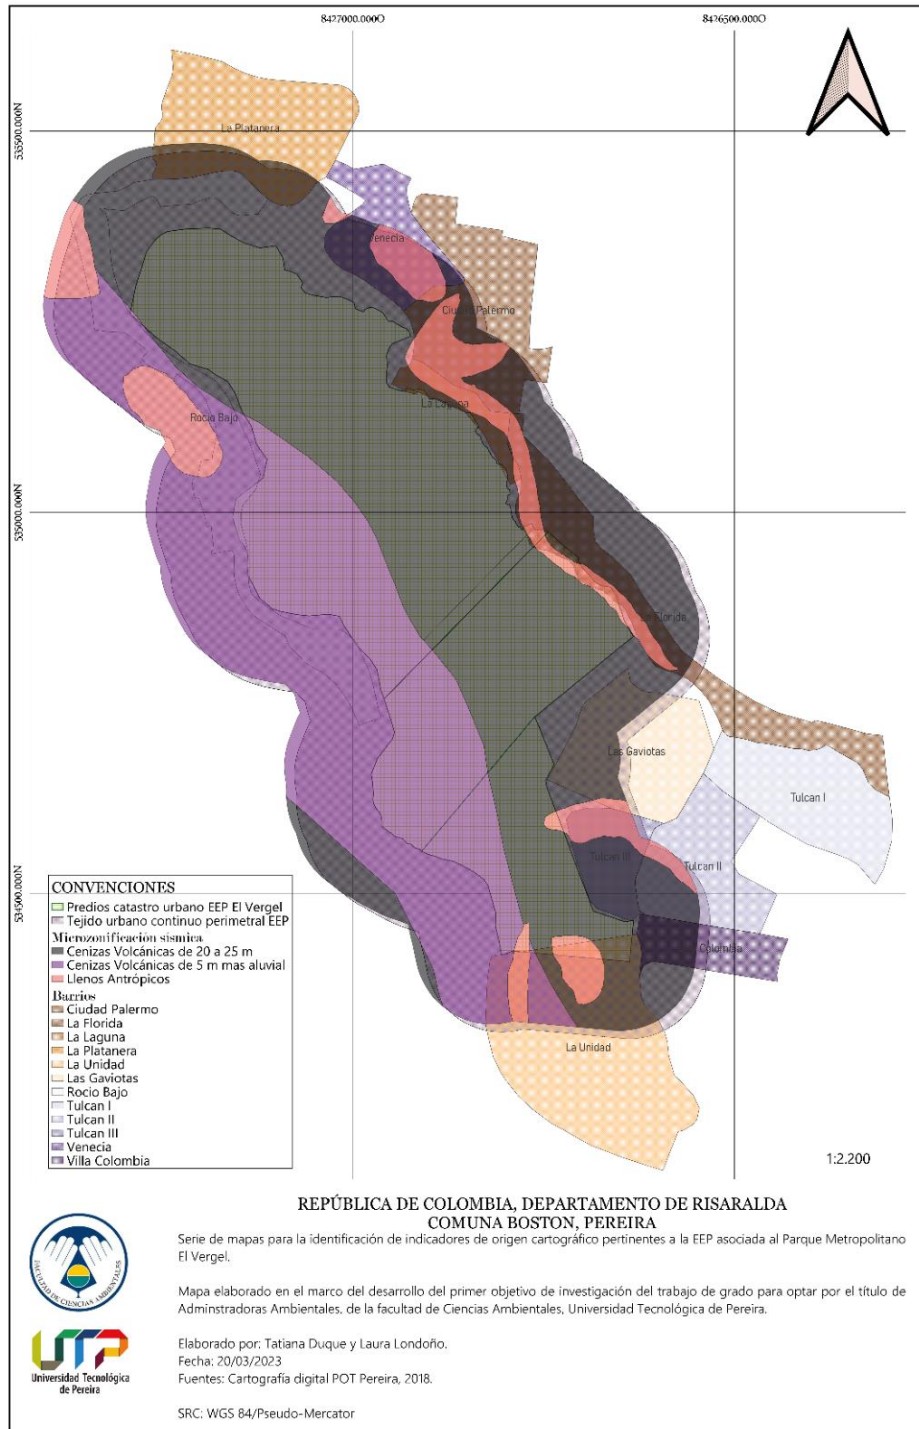 8427000.000O
8426500.000O
535500.000N
535000.000N
534500.000N
La Platanera
Venecia
Ciudad Palermo
La Laguna
Rocio Bajo
La Florida
Las Gaviotas
Tulcan I
Tulcan III
Tulcan II
Colombia
La Unidad
CONVENCIONES
Predios catastro urbano EEP El Vergel
Tejido urbano continuo perimetral EEP
Microzonificación sísmica
Cenizas Volcánicas de 20 a 25 m
Cenizas Volcánicas de 5 m mas aluvial
Llenos Antrópicos
Barrios
Ciudad Palermo
La Florida
La Laguna
La Platanera
La Unidad
Las Gaviotas
Rocio Bajo
Tulcan I
Tulcan II
Tulcan III
Venecia
Villa Colombia
1:2.200
REPÚBLICA DE COLOMBIA, DEPARTAMENTO DE RISARALDA
COMUNA BOSTON, PEREIRA
Serie de mapas para la identificación de indicadores de origen cartográfico pertinentes a la EEP asociada al Parque Metropolitano
El Vergel.
Mapa elaborado en el marco del desarrollo del primer objetivo de investigación del trabajo de grado para optar por el título de
Adminstradoras Ambientales. de la facultad de Ciencias Ambientales, Universidad Tecnológica de Pereira.
Elaborado por: Tatiana Duque y Laura Londoño.
Fecha: 20/03/2023
Fuentes: Cartografía digital POT Pereira, 2018.
SRC: WGS 84/Pseudo-Mercator
FACULTAD DE CIENCIAS AMBIENTALES
UTP
Universidad Tecnológica
de Pereira